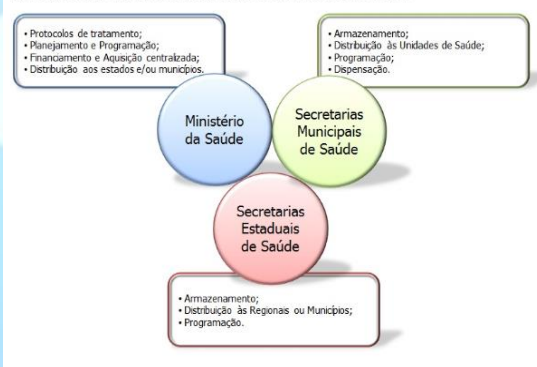 • Protocolos de tratamento;
• Planejamento e Programação;
• Financiamento e Aquisição centralizada;
• Distribuição aos estados e/ou municípios.
• Armazenamento;
• Distribuição às Unidades de Saúde;
• Programação;
• Dispensação.
Ministério
da Saúde
Secretarias
Municipais
de Saúde
Secretarias
Estaduais
de Saúde
• Armazenamento;
• Distribuição às Regionais ou Municípios;
• Programação.